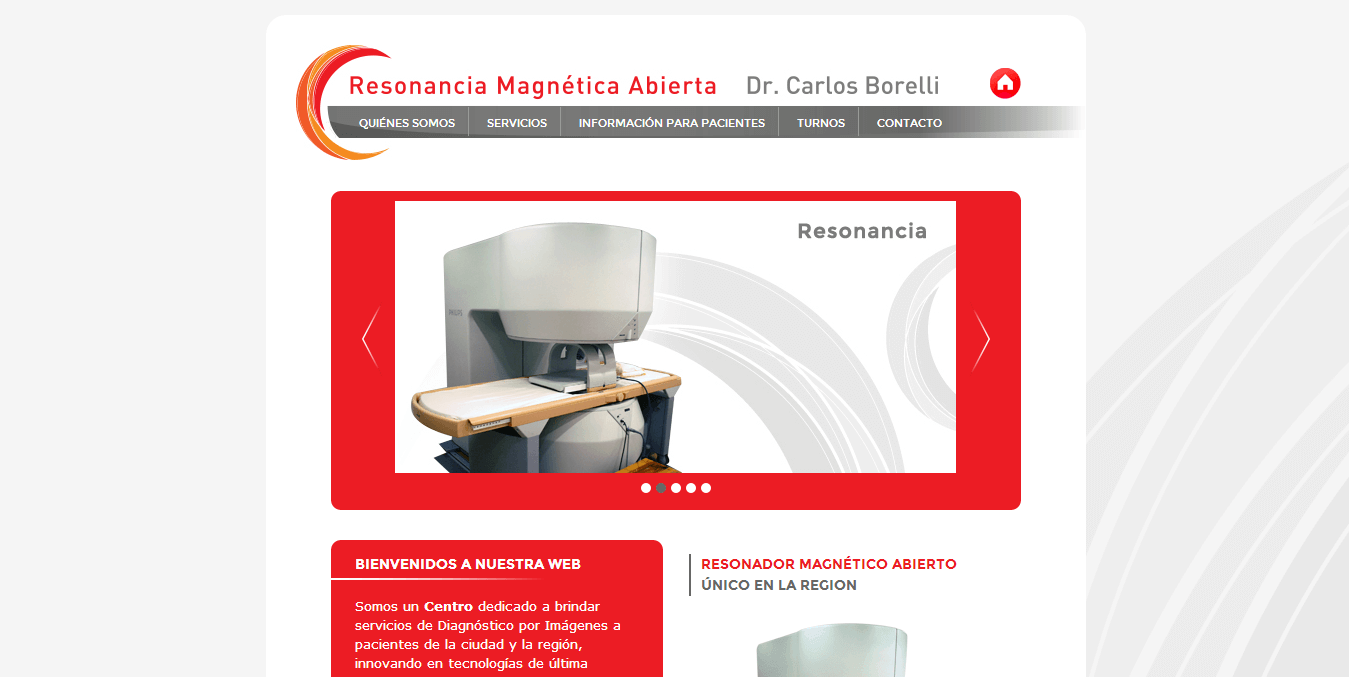 Resonancia Magnética Abierta Dr. Carlos Borelli
QUIÉNES SOMOS SERVICIOS INFORMACIÓN PARA PACIENTES TURNOS CONTACTO
Resonancia
BIENVENIDOS A NUESTRA WEB
Somos un Centro dedicado a brindar
servicios de Diagnóstico por Imágenes a
pacientes de la ciudad y la región,
innovando en tecnologías de última
RESONADOR MAGNÉTICO ABIERTO
ÚNICO EN LA REGION